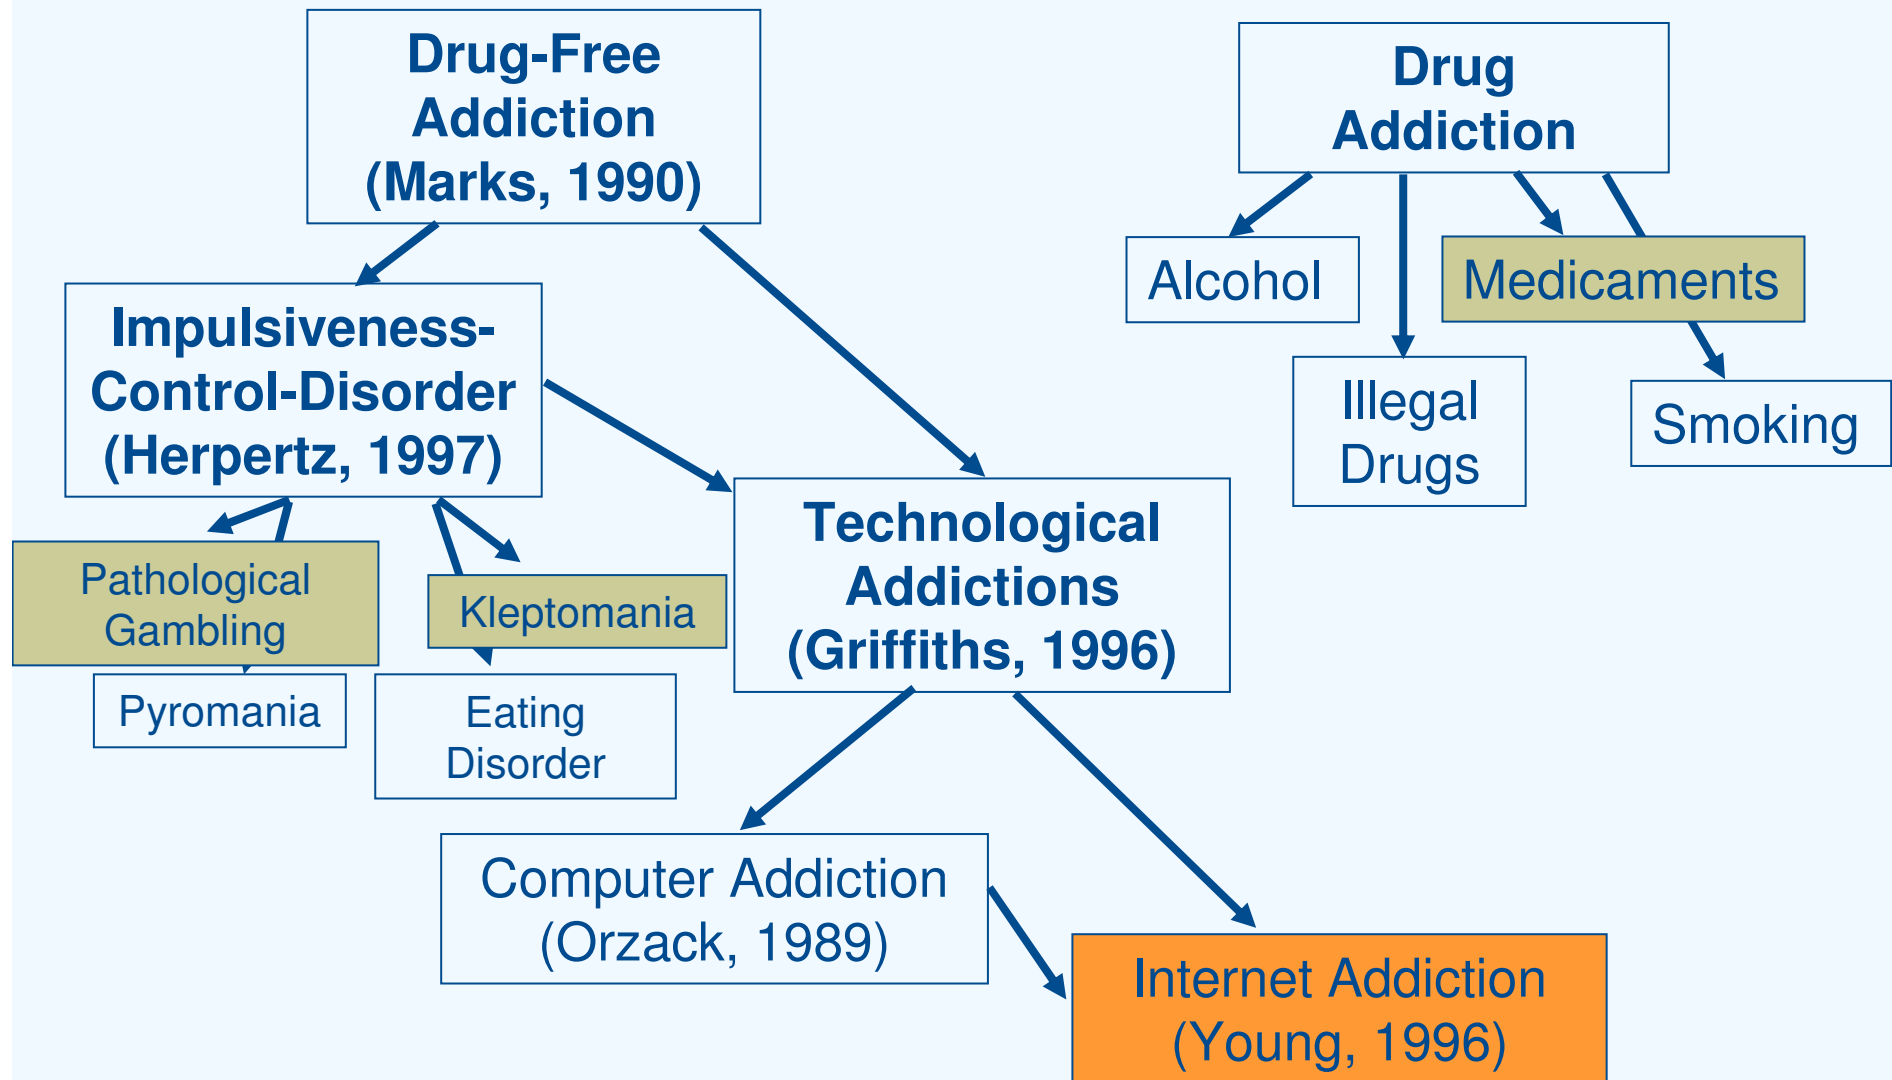 Drug-Free
Addiction
(Marks, 1990)
Drug
Addiction
Alcohol
Medicaments
Illegal
Drugs
Smoking
Impulsiveness-
Control-Disorder
(Herpertz, 1997)
Technological
Addictions
(Griffiths, 1996)
Pathological
Gambling
Kleptomania
Pyromania
Eating
Disorder
Computer Addiction
(Orzack, 1989)
Internet Addiction
(Young, 1996)